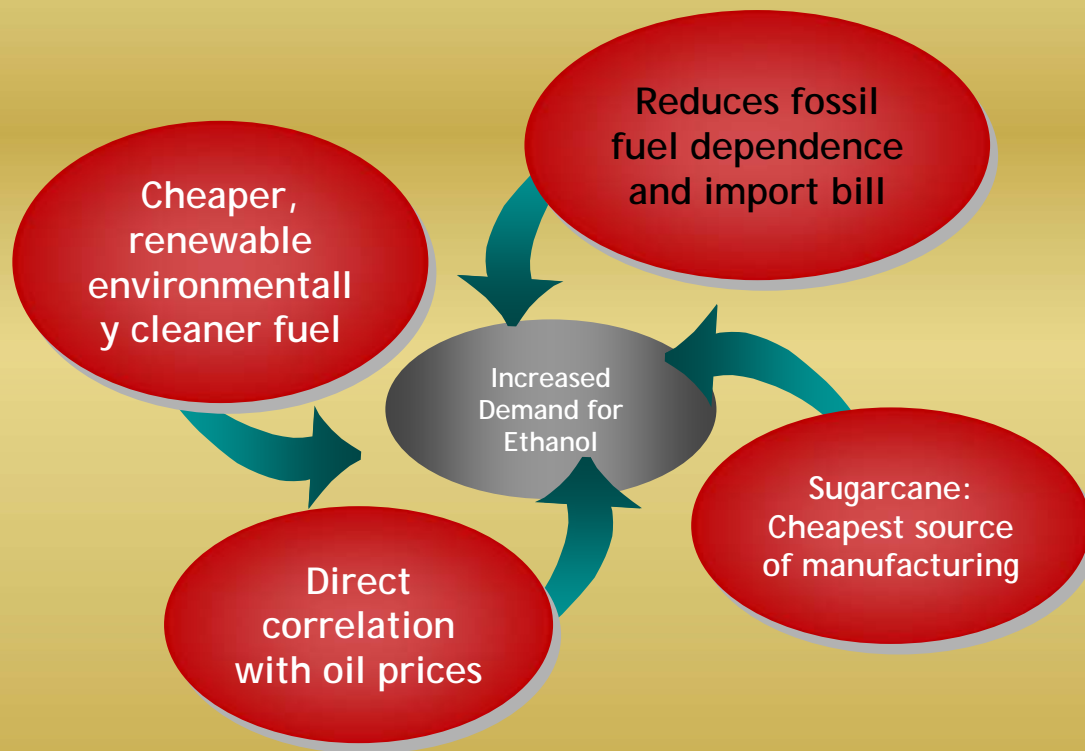 Reduces fossil
fuel dependence
and import bill
Cheaper,
renewable
environmentall
y cleaner fuel
Increased
Demand for
Ethanol
Sugarcane:
Cheapest source
of manufacturing
Direct
correlation
with oil prices